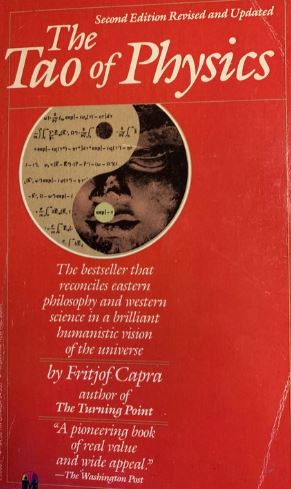 Second Edition Revised and Updated
The
Tao of Physics
The bestseller that
reconciles eastern
philosophy and western
science in a brilliant
humanistic vision
of the universe
by Fritjof Capra
author of
The Turning Point
"A pioneering book
of real value
and wide appeal."
—The Washington Post